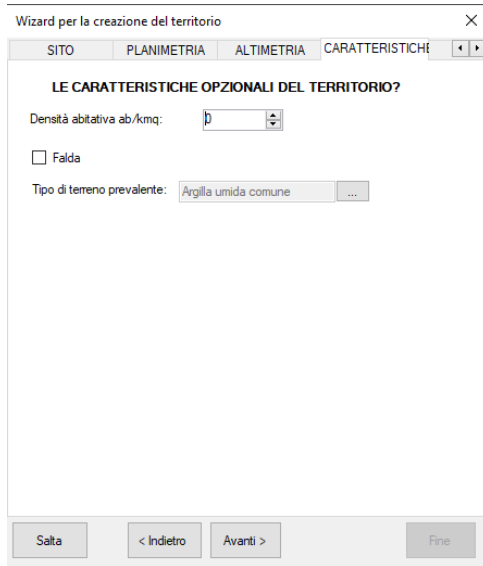 Wizard per la creazione del territorio
SITO PLANIMETRIA ALTIMETRIA CARATTERISTICHE
LE CARATTERISTICHE OPZIONALI DEL TERRITORIO?
Densità abitativa ab/kmq: 0
Falda
Tipo di terreno prevalente: Argilla umida comune ...
Salta < Indietro Avanti > Fine